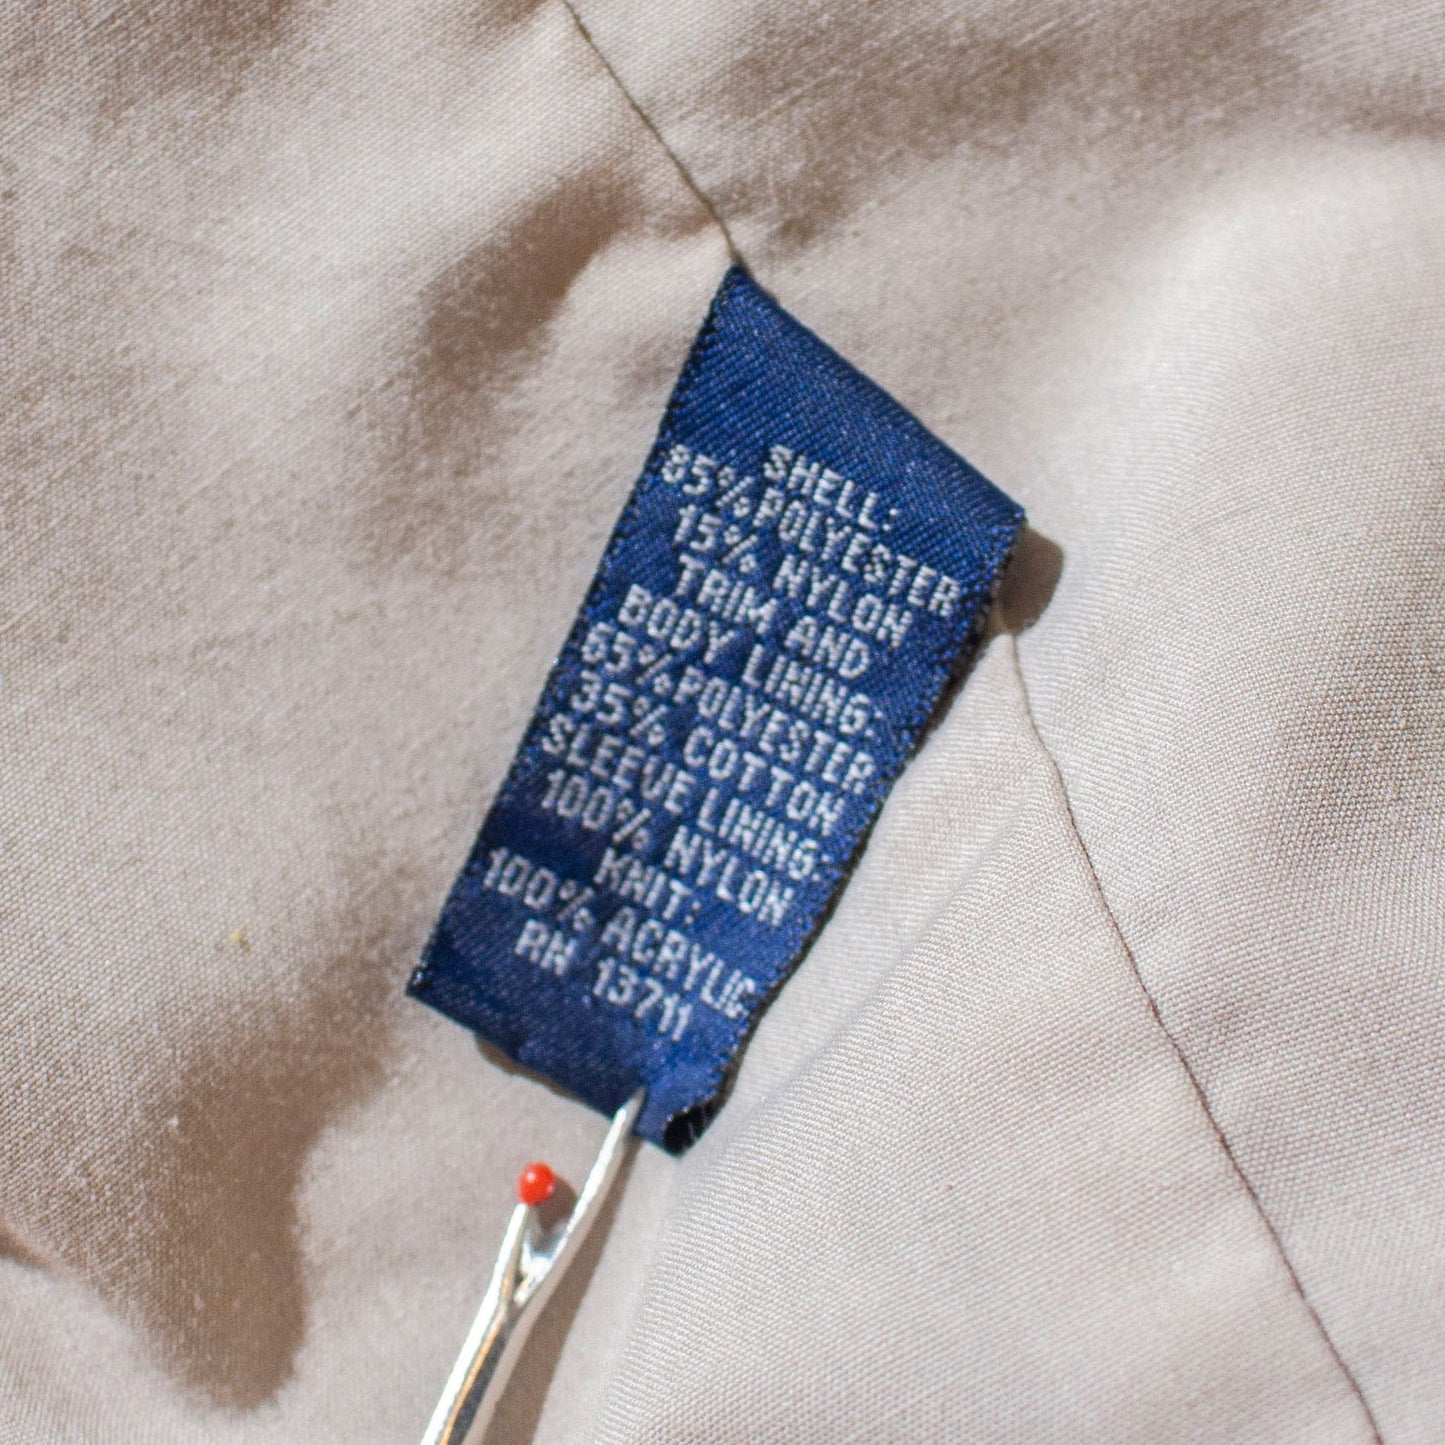 SHELL:
85% POLYESTER
15% NYLON
TRIM AND
BODY LINING:
65% POLYESTER
35% COTTON
SLEEVE LINING:
100% NYLON
KNIT:
100% ACRYLIC
RN 13711